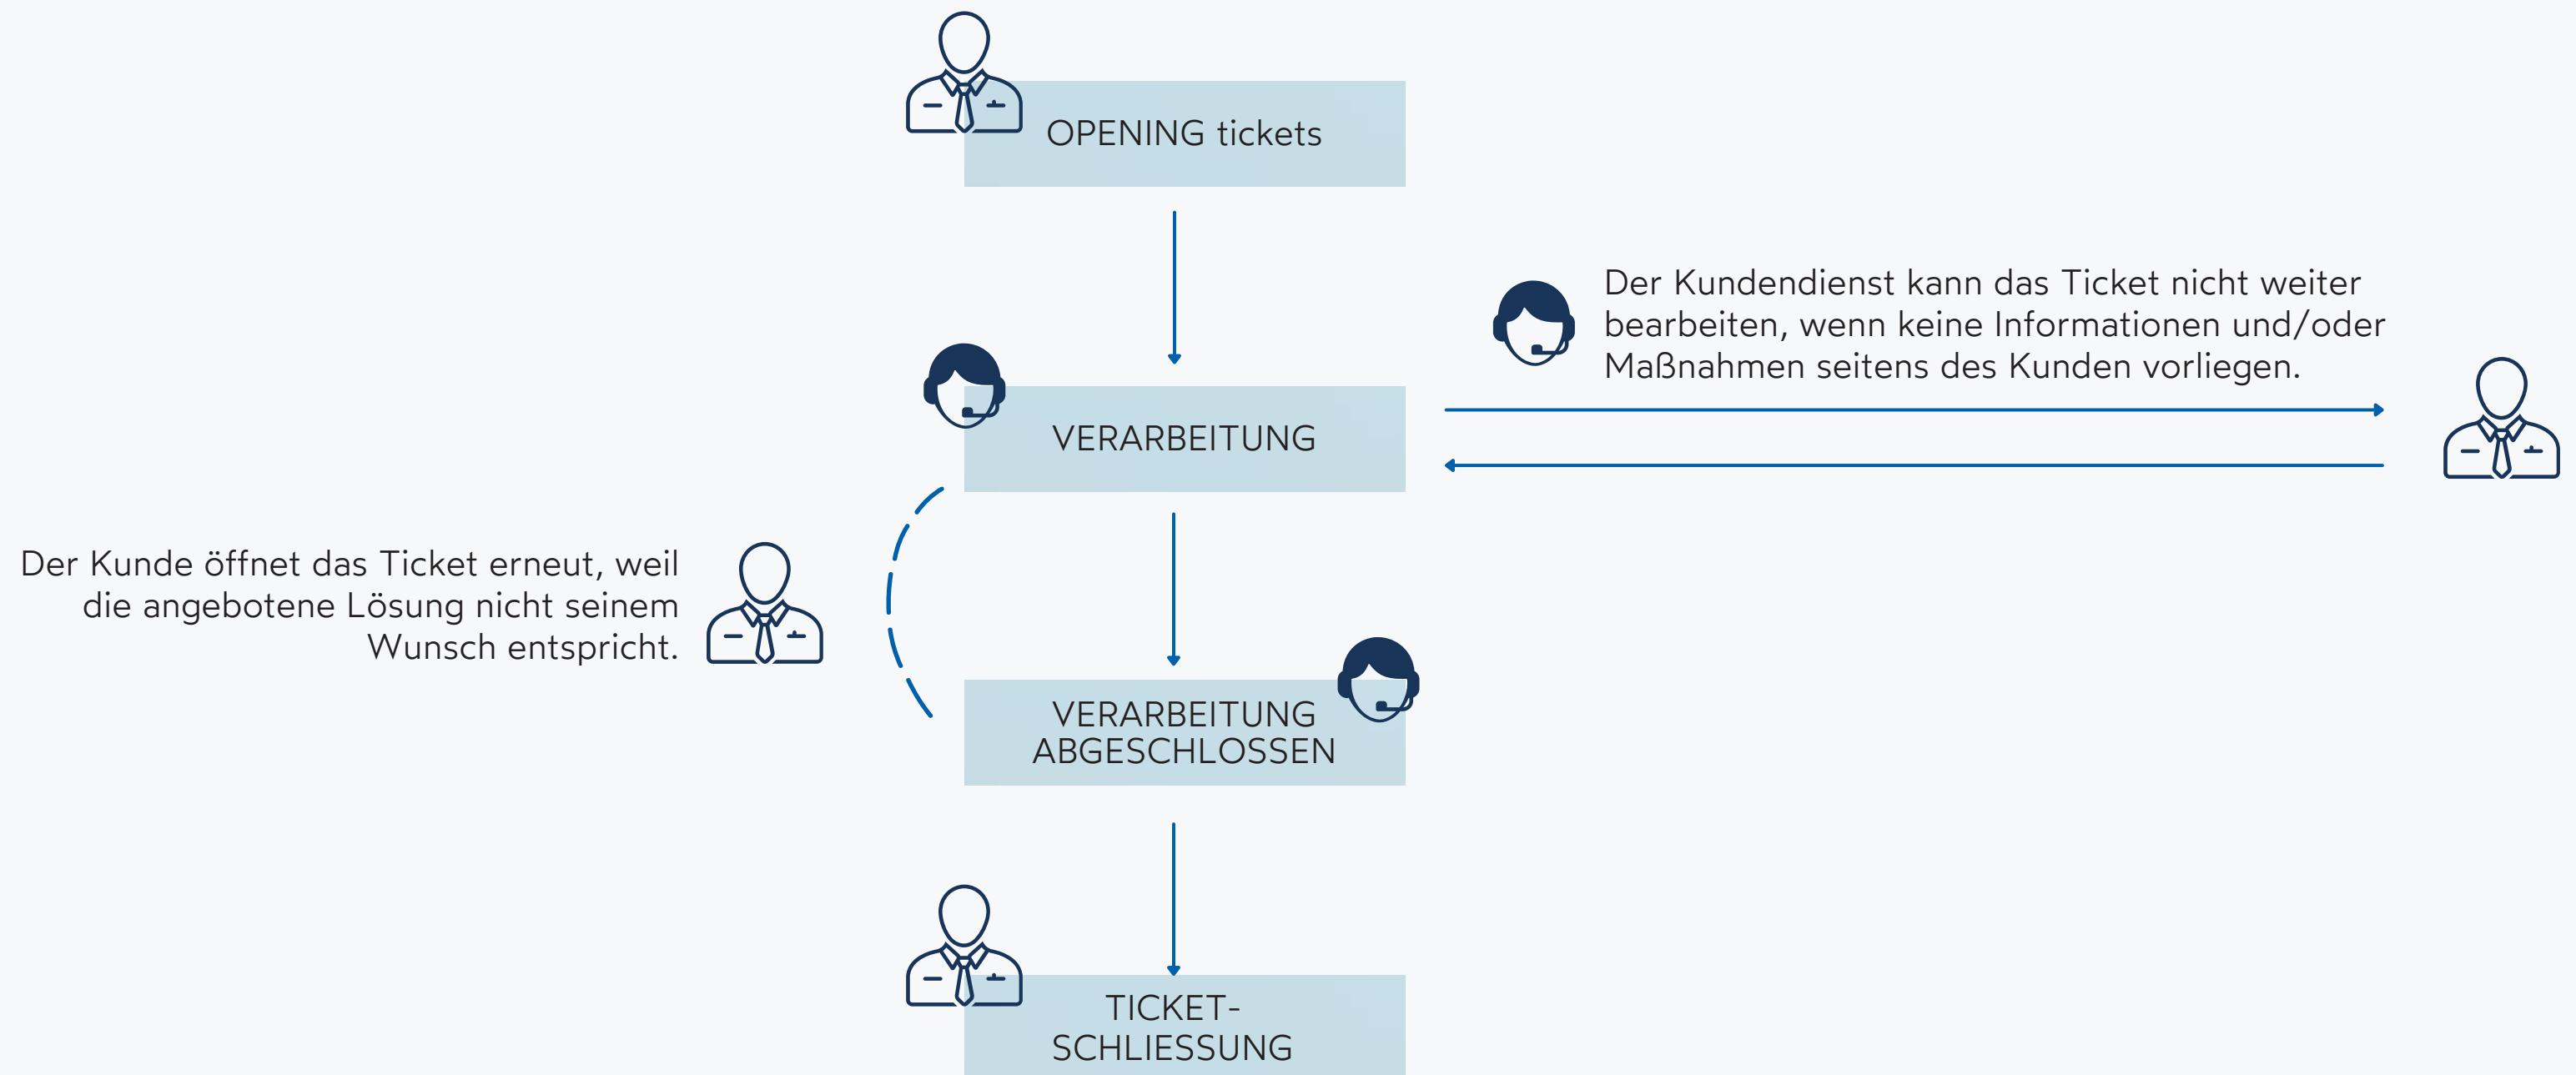 OPENING tickets
Der Kundendienst kann das Ticket nicht weiter
bearbeiten, wenn keine Informationen und/oder
Maßnahmen seitens des Kunden vorliegen.
VERARBEITUNG
Der Kunde öffnet das Ticket erneut, weil
die angebotene Lösung nicht seinem
Wunsch entspricht.
VERARBEITUNG
ABGESCHLOSSEN
TICKET-
SCHLIESSUNG